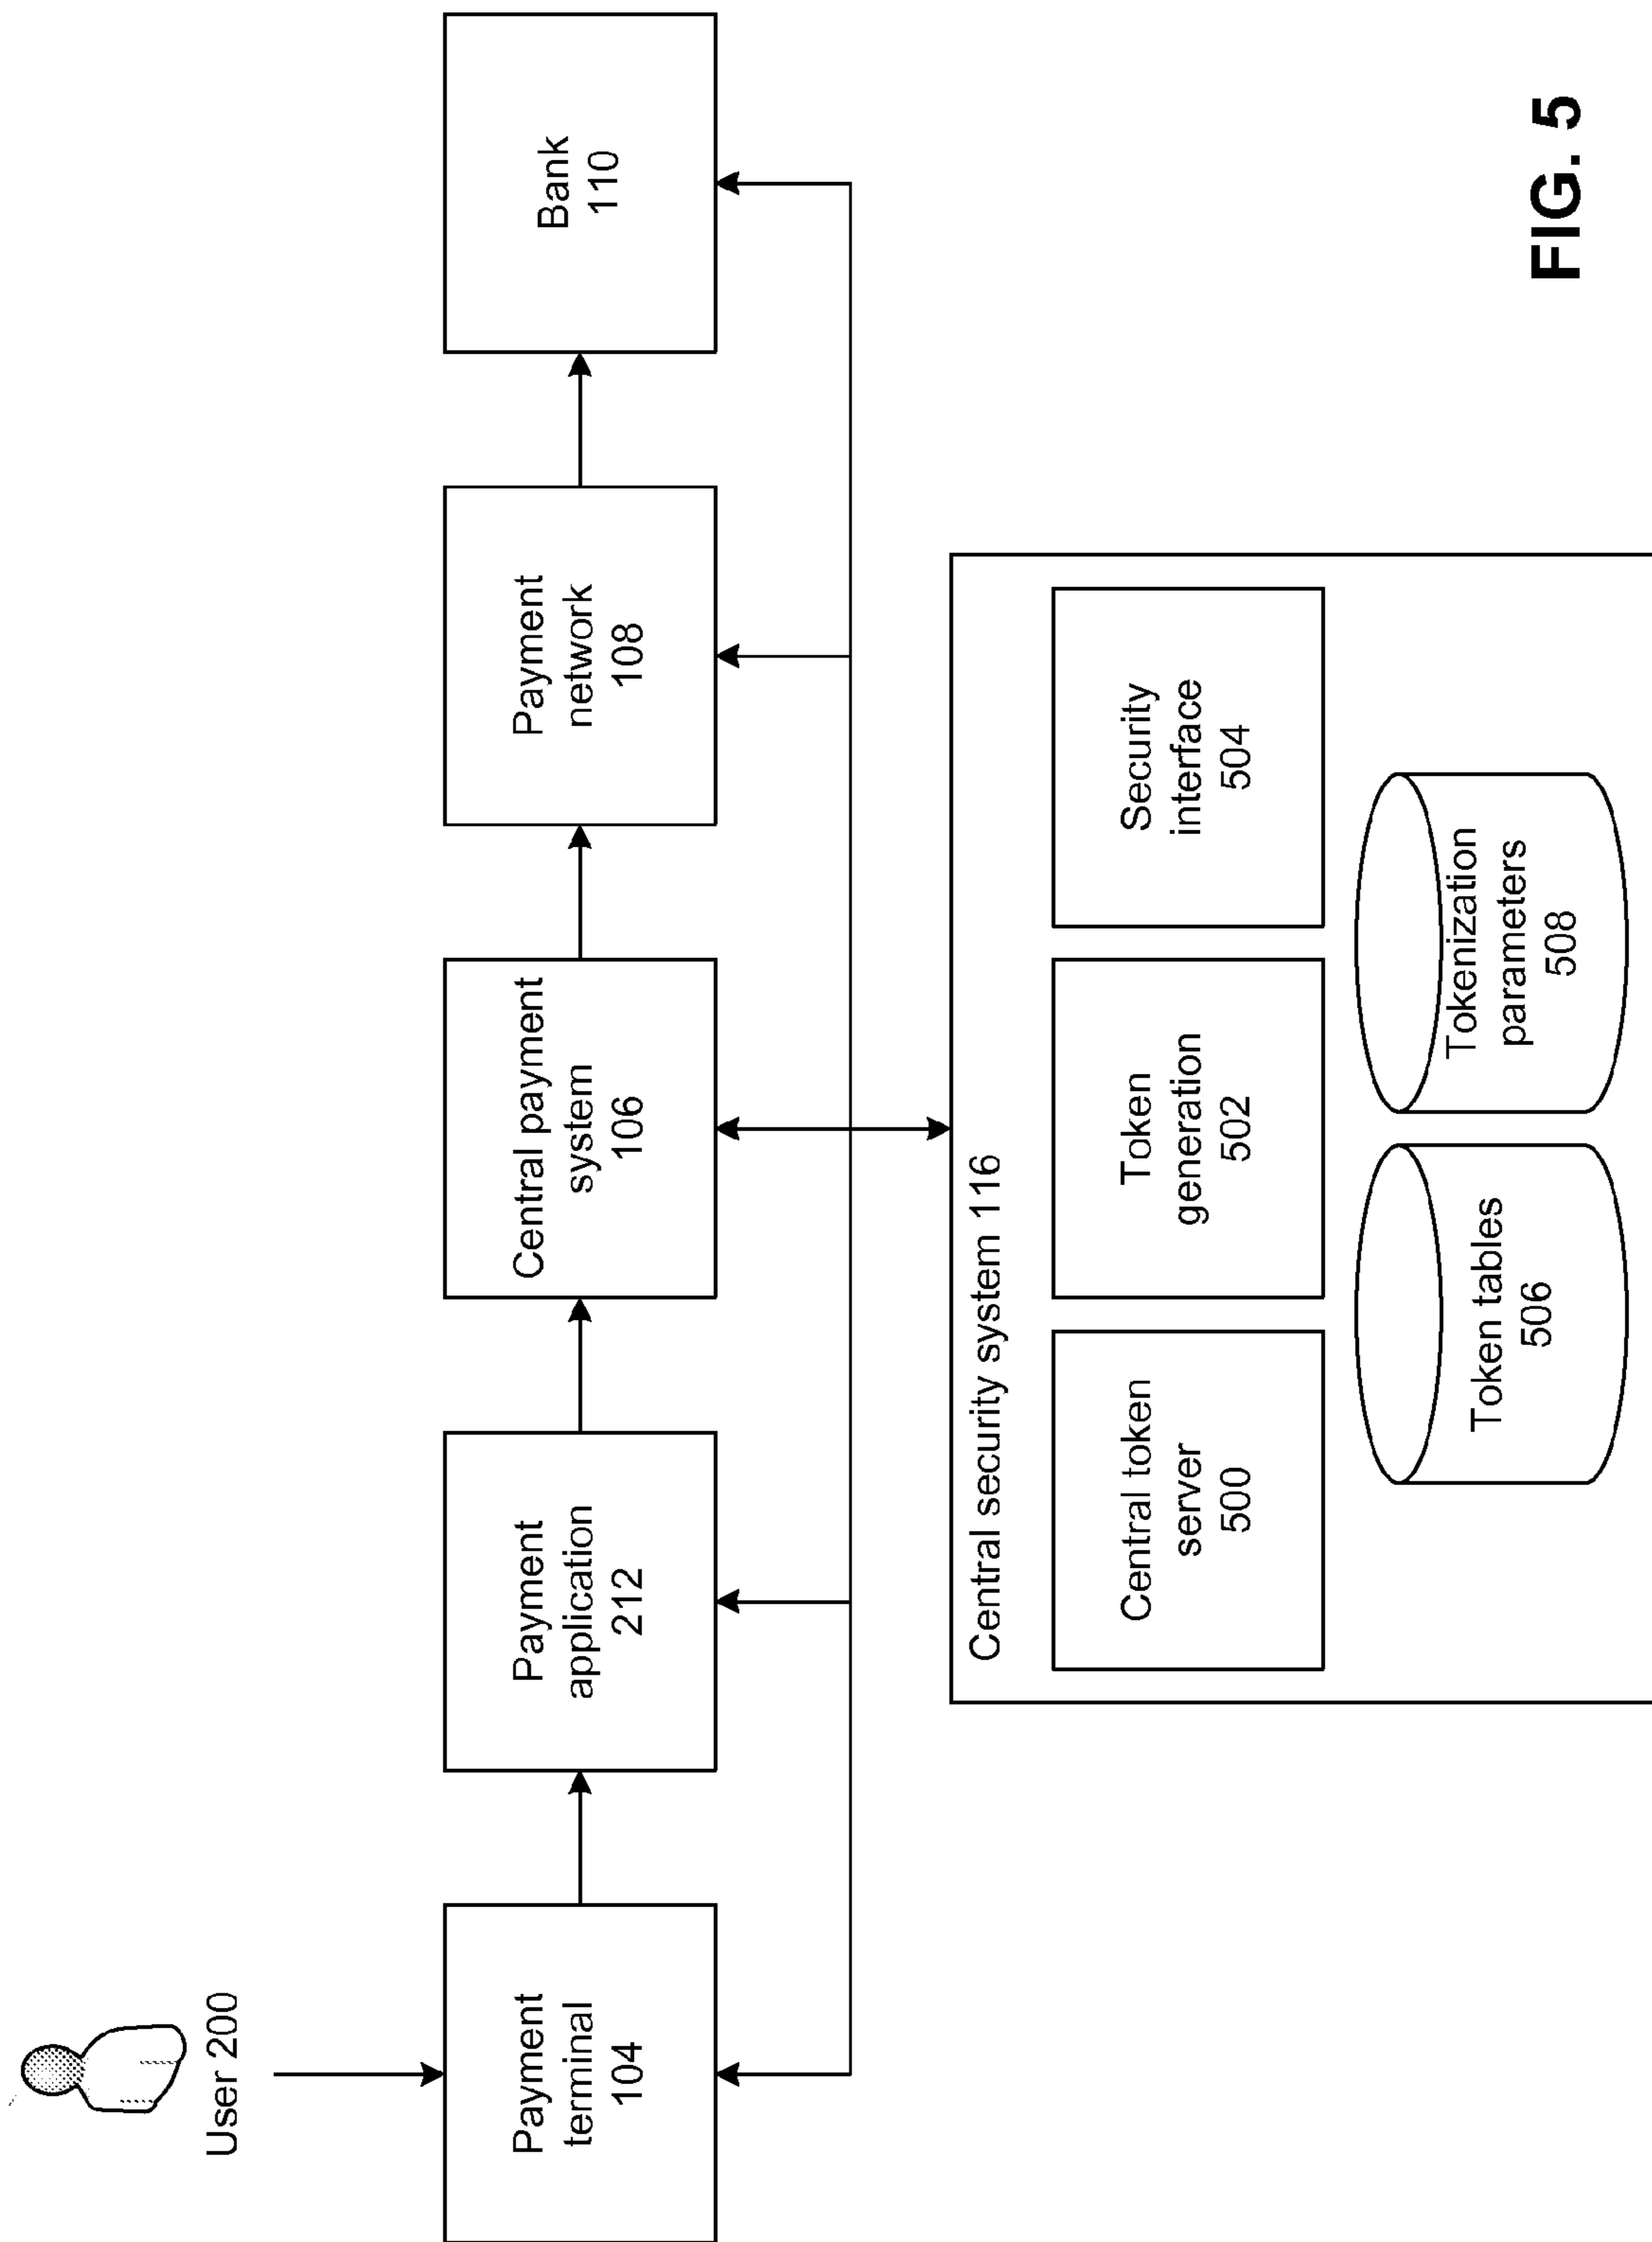 User 200
Payment
terminal
104
Payment
application
212
Central payment
system
106
Payment
network
108
Bank
110
Central security system 116
Central token
server
500
Token
generation
502
Security
interface
504
Token tables
506
Tokenization
parameters
508
FIG. 5